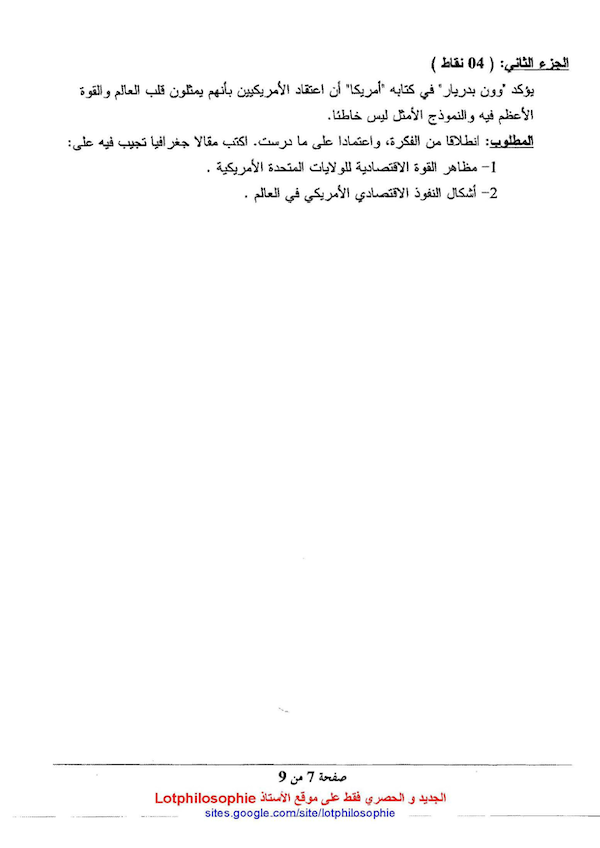 الجزء الثاني: ( 04 نقاط )
يؤكد "وون بدريار" في كتابه "أمريكا" أن اعتقاد الأمريكيين بأنهم يمثلون قلب العالم والقوة
الأعظم فيه والنموذج الأمثل ليس خاطئا.
المطلوب: انطلاقا من الفكرة، واعتمادا على ما درست. اكتب مقالا جغرافيا تجيب فيه على:
1- مظاهر القوة الاقتصادية للولايات المتحدة الأمريكية .
2- أشكال النفوذ الاقتصادي الأمريكي في العالم .
صفحة 7 من 9
الجديد و الحصري فقط على موقع الأستاذ Lotphilosophie
sites.google.com/site/lotphilosophie